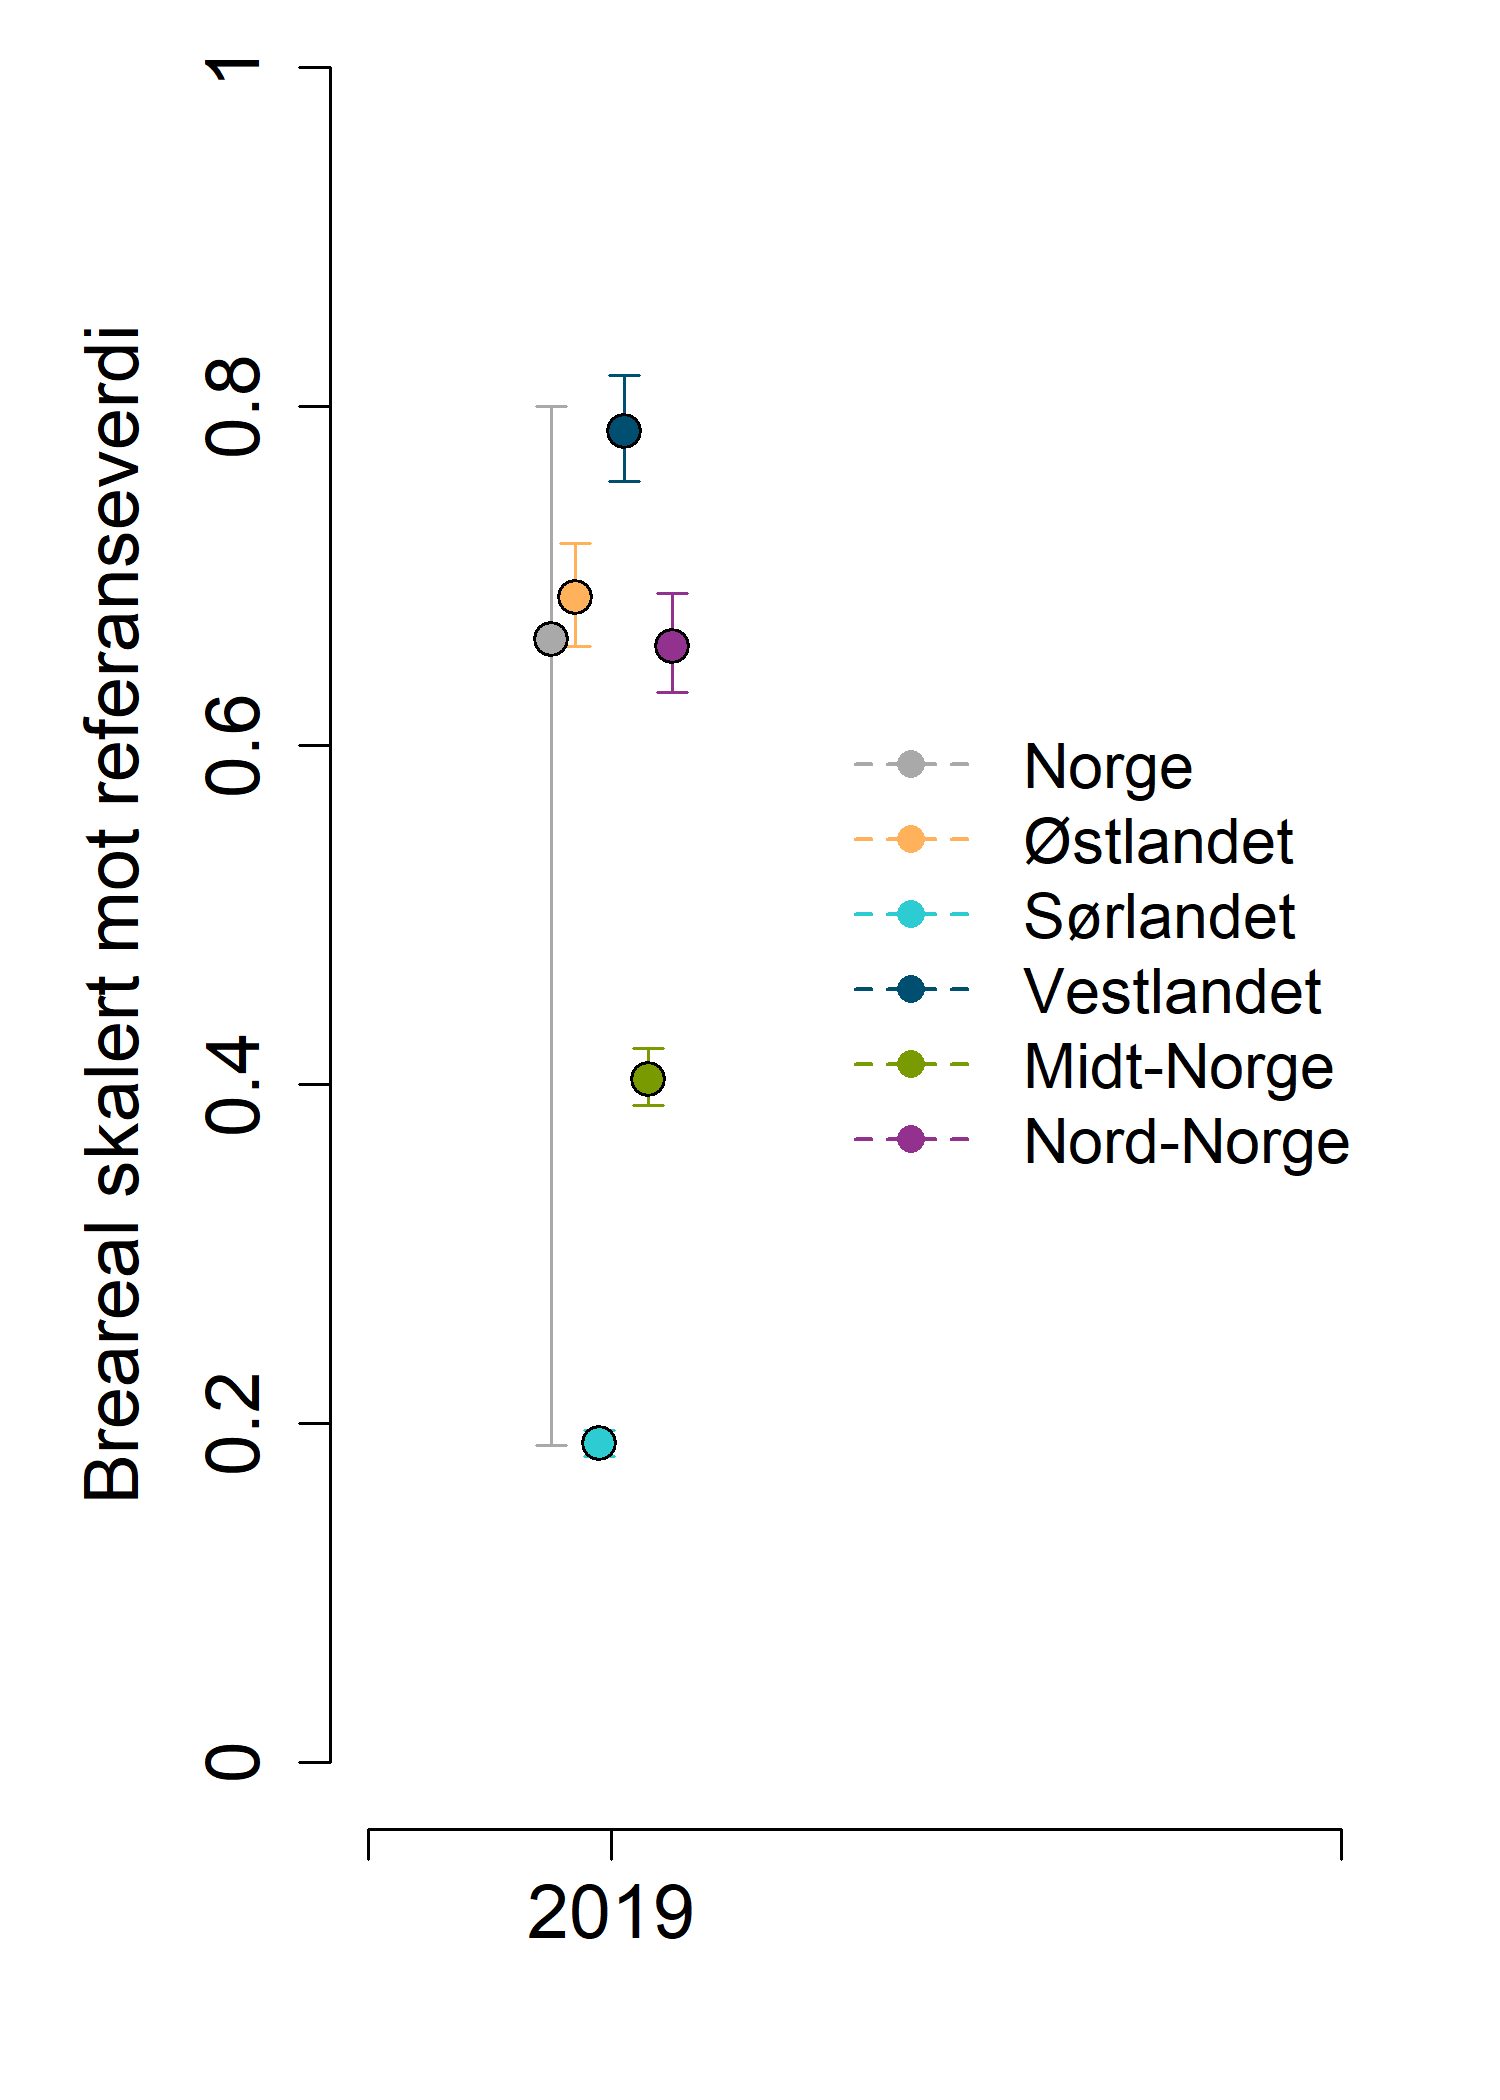 Breareal skalert mot referanseverdi
1
0.8
0.6
0.4
0.2
0
Norge
Østlandet
Sørlandet
Vestlandet
Midt-Norge
Nord-Norge
2019